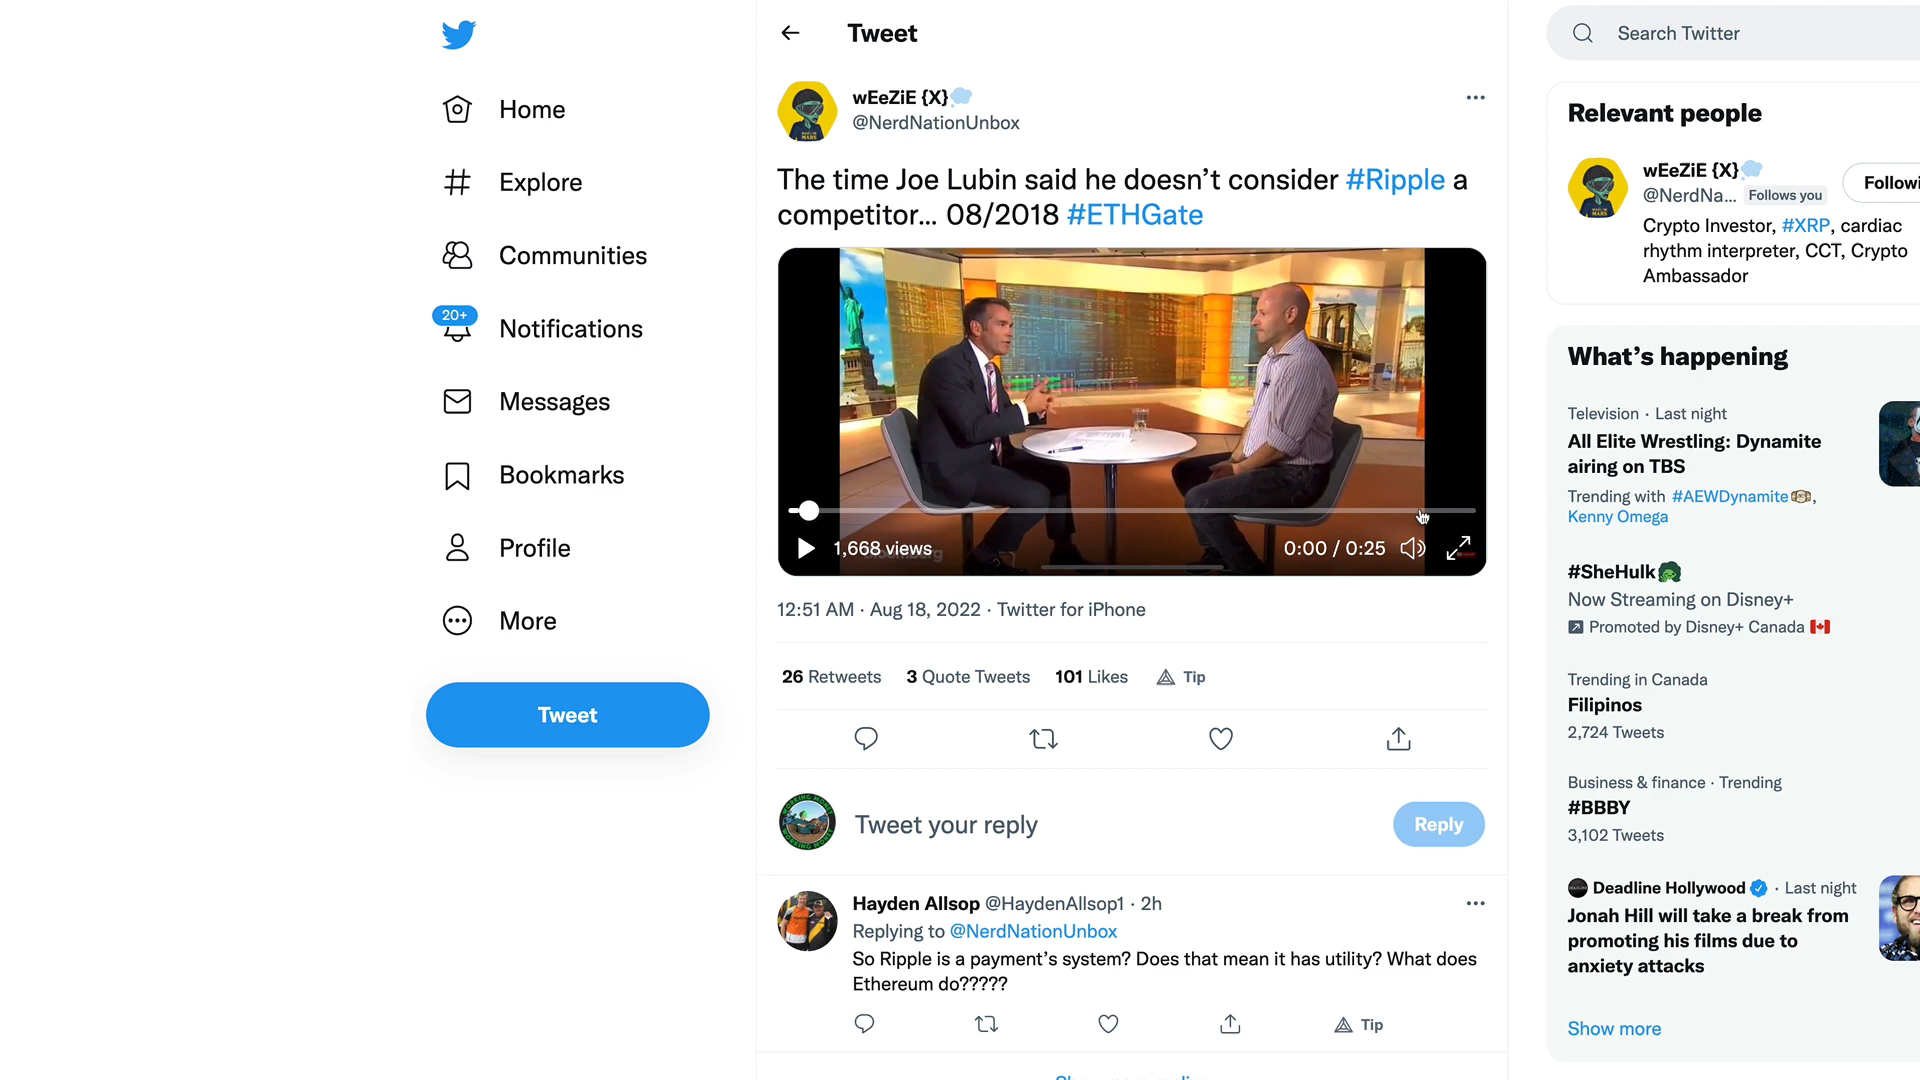 Home
Explore
Communities
20+
Notifications
Messages
Bookmarks
Profile
More
Tweet
Tweet
wEeZiE {X}
@NerdNationUnbox
The time Joe Lubin said he doesn’t consider #Ripple a
competitor... 08/2018 #ETHGate
1,668 views
0:00 / 0:25
12:51 AM · Aug 18, 2022 · Twitter for iPhone
26 Retweets 3 Quote Tweets 101 Likes Tip
Tweet your reply
Reply
Hayden Allsop @HaydenAllsop1 · 2h
Replying to @NerdNationUnbox
So Ripple is a payment’s system? Does that mean it has utility? What does
Ethereum do?????
Tip
Search Twitter
Relevant people
wEeZiE {X}
@NerdNa... Follows you
Followi
Crypto Investor, #XRP, cardiac
rhythm interpreter, CCT, Crypto
Ambassador
What’s happening
Television · Last night
All Elite Wrestling: Dynamite
airing on TBS
Trending with #AEWDynamite,
Kenny Omega
#SheHulk
Now Streaming on Disney+
Promoted by Disney+ Canada
Trending in Canada
Filipinos
2,724 Tweets
Business & finance · Trending
#BBBY
3,102 Tweets
Deadline Hollywood · Last night
Jonah Hill will take a break from
promoting his films due to
anxiety attacks
Show more